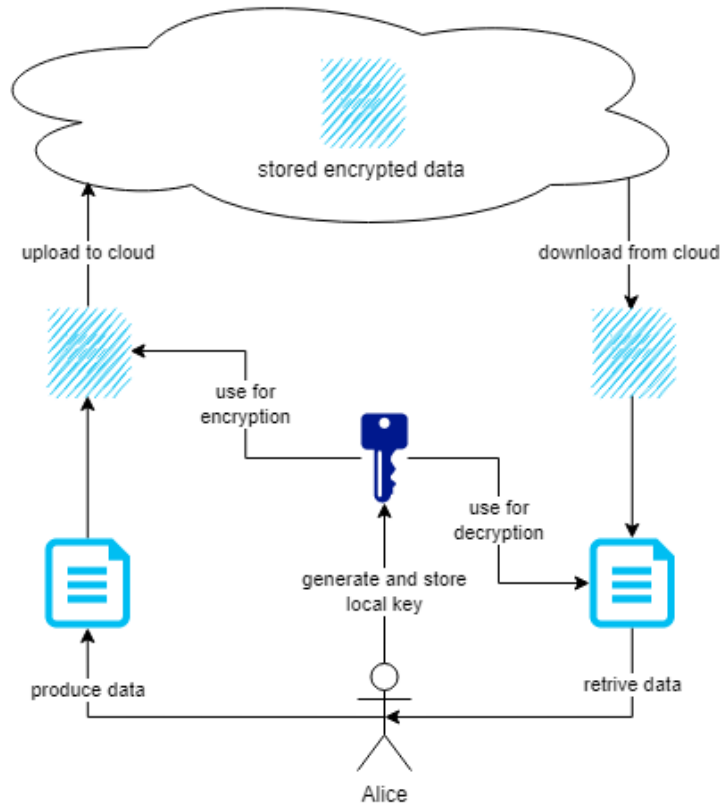 stored encrypted data
upload to cloud
download from cloud
use for
encryption
use for
decryption
generate and store
local key
produce data
retrive data
Alice